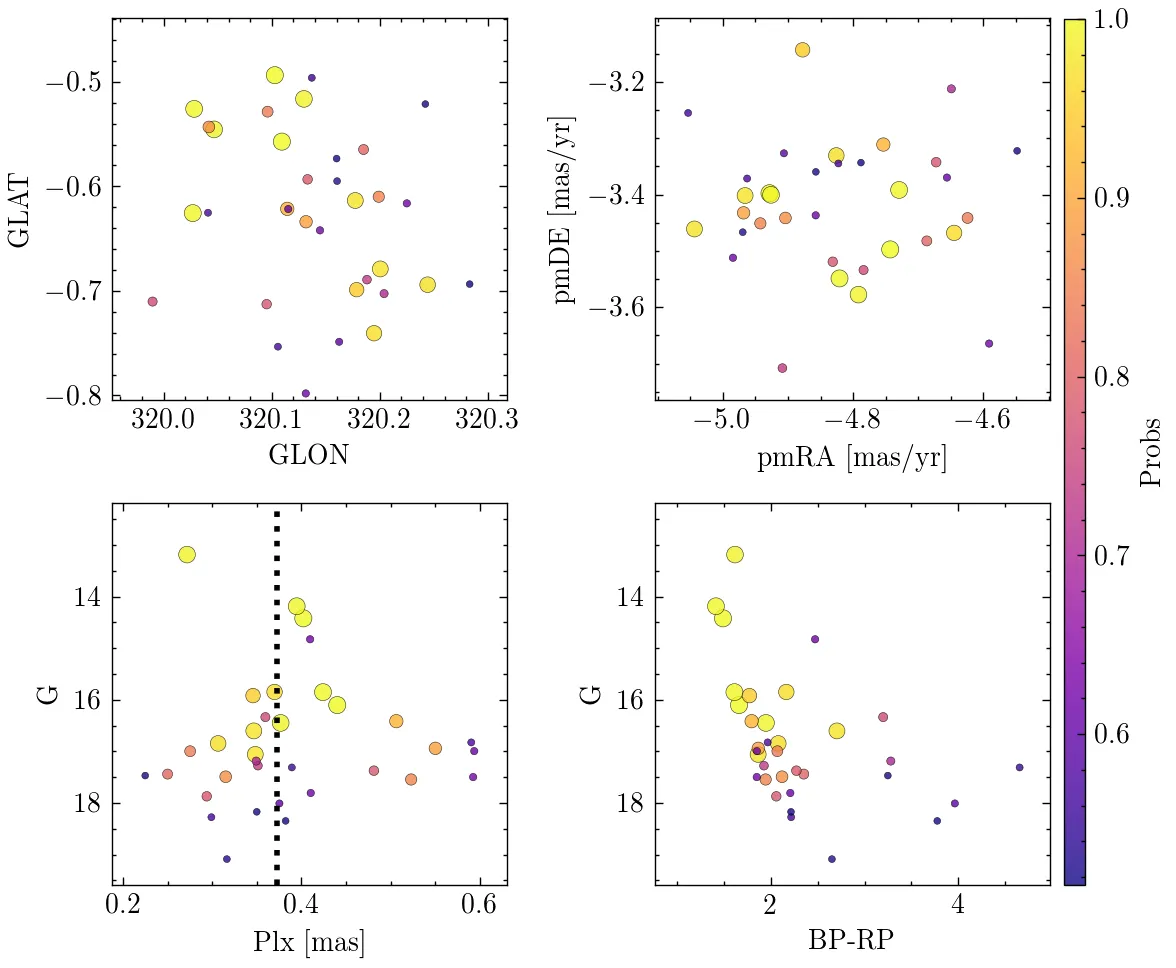 −0.5
−0.6
−0.7
−0.8
GLAT
320.0 320.1 320.2 320.3
GLON
−3.2
−3.4
−3.6
pmDE [mas/yr]
−5.0 −4.8 −4.6
pmRA [mas/yr]
1.0
0.9
0.8
0.7
0.6
Probs
14
16
18
G
0.2 0.4 0.6
Plx [mas]
14
16
18
G
2 4
BP-RP